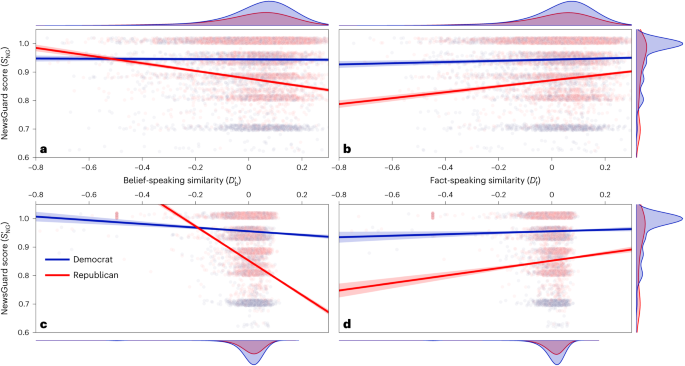 NewsGuard score (S'NG)
1.0
0.9
0.8
0.7
0.6
a
b
−0.8 −0.6 −0.4 −0.2 0 0.2
−0.8 −0.6 −0.4 −0.2 0 0.2
Belief-speaking similarity (D'b)
Fact-speaking similarity (D'f)
−0.8 −0.6 −0.4 −0.2 0 0.2
−0.8 −0.6 −0.4 −0.2 0 0.2
NewsGuard score (S'NG)
1.0
0.9
0.8
0.7
0.6
Democrat
Republican
c
d